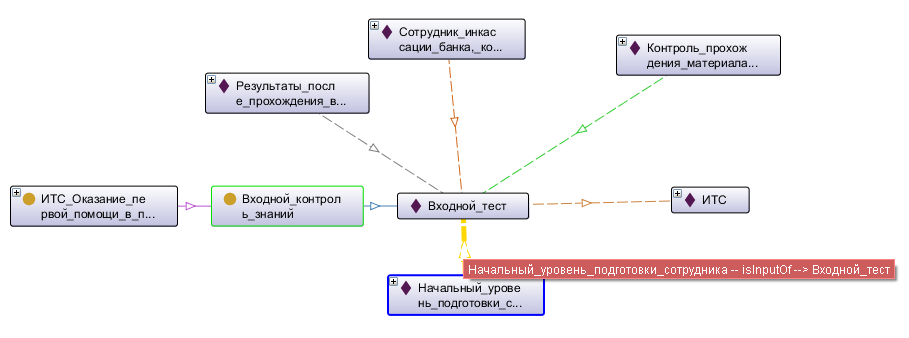 Сотрудник_инкас
сации_банка,_ко...
Контроль_прохож
дения_материала...
Результаты_посл
е_прохождения_в...
ИТС_Оказание_пе
рвой_помощи_в_п...
Входной_контрол
ь_знаний
Входной_тест
ИТС
Начальный_уровень_подготовки_сотрудника -- isInputOf--> Входной_тест
Начальный_урове
нь_подготовки_с...